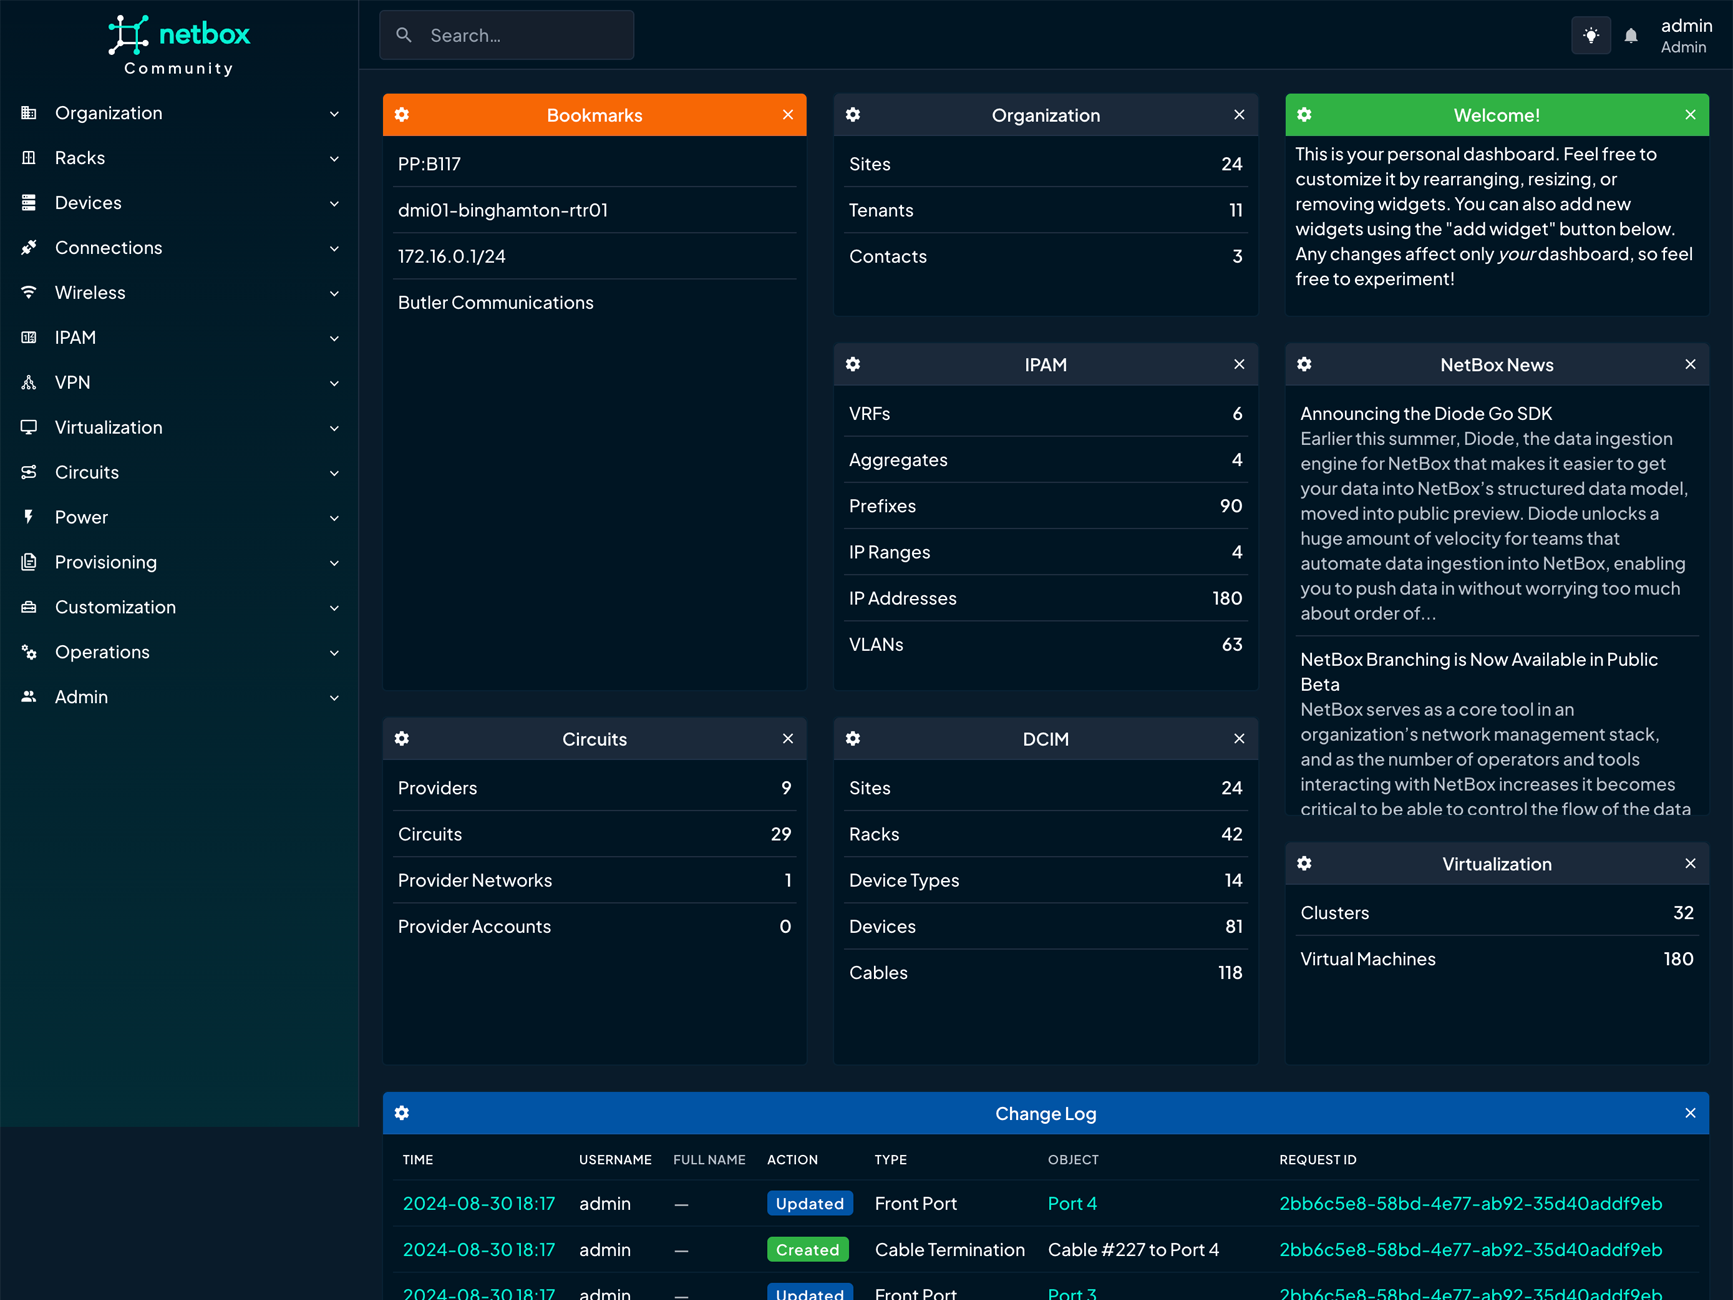 netbox
Community
Search...
admin
Admin
Organization
Racks
Devices
Connections
Wireless
IPAM
VPN
Virtualization
Circuits
Power
Provisioning
Customization
Operations
Admin
Bookmarks
PP:B117
dmi01-binghamton-rtr01
172.16.0.1/24
Butler Communications
Organization
Sites 24
Tenants 11
Contacts 3
Welcome!
This is your personal dashboard. Feel free to
customize it by rearranging, resizing, or
removing widgets. You can also add new
widgets using the "add widget" button below.
Any changes affect only your dashboard, so feel
free to experiment!
IPAM
VRFs 6
Aggregates 4
Prefixes 90
IP Ranges 4
IP Addresses 180
VLANs 63
NetBox News
Announcing the Diode Go SDK
Earlier this summer, Diode, the data ingestion
engine for NetBox that makes it easier to get
your data into NetBox’s structured data model,
moved into public preview. Diode unlocks a
huge amount of velocity for teams that
automate data ingestion into NetBox, enabling
you to push data in without worrying too much
about order of...
NetBox Branching is Now Available in Public
Beta
NetBox serves as a core tool in an
organization’s network management stack,
and as the number of operators and tools
interacting with NetBox increases it becomes
critical to be able to control the flow of the data
Circuits
Providers 9
Circuits 29
Provider Networks 1
Provider Accounts 0
DCIM
Sites 24
Racks 42
Device Types 14
Devices 81
Cables 118
Virtualization
Clusters 32
Virtual Machines 180
Change Log
TIME USERNAME FULL NAME ACTION TYPE OBJECT REQUEST ID
2024-08-30 18:17 admin — Updated Front Port Port 4 2bb6c5e8-58bd-4e77-ab92-35d40addf9eb
2024-08-30 18:17 admin — Created Cable Termination Cable #227 to Port 4 2bb6c5e8-58bd-4e77-ab92-35d40addf9eb
2024-08-30 18:17 admin — Updated Front Port Port 3 2bb6c5e8-58bd-4e77-ab92-35d40addf9eb